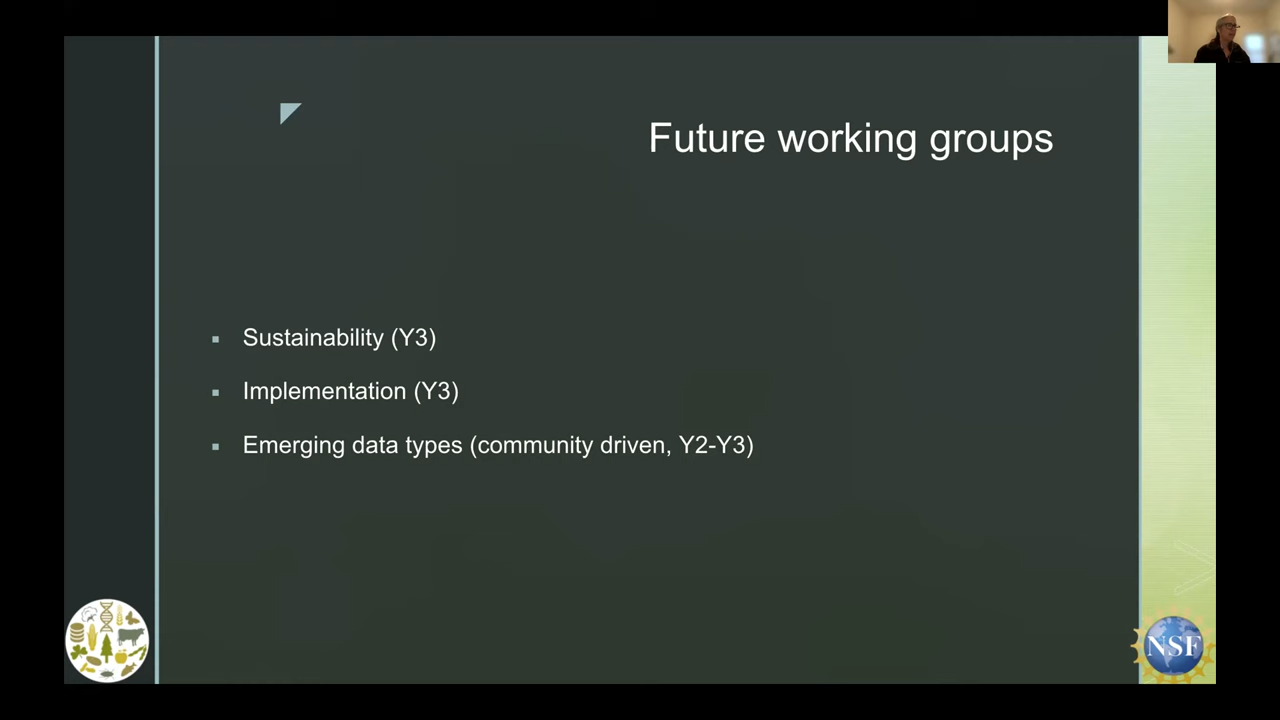 Future working groups
Sustainability (Y3)
Implementation (Y3)
Emerging data types (community driven, Y2-Y3)
NSF